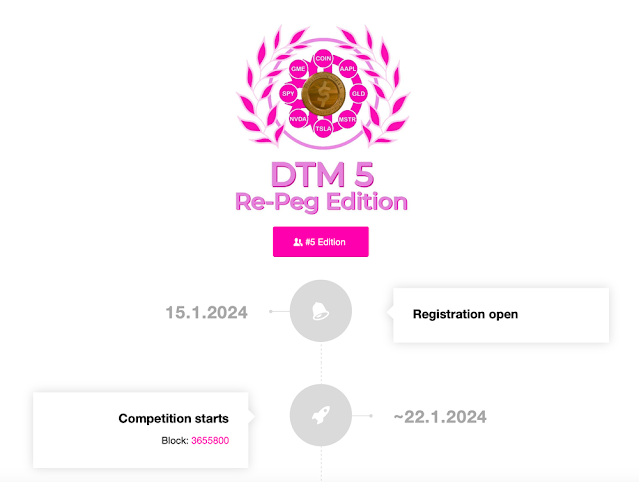 COIN
GME
AAPL
SPY
GLD
NVDA
MSTR
TSLA
DTM 5
Re-Peg Edition
#5 Edition
15.1.2024
Registration open
Competition starts
~22.1.2024
Block: 3655800